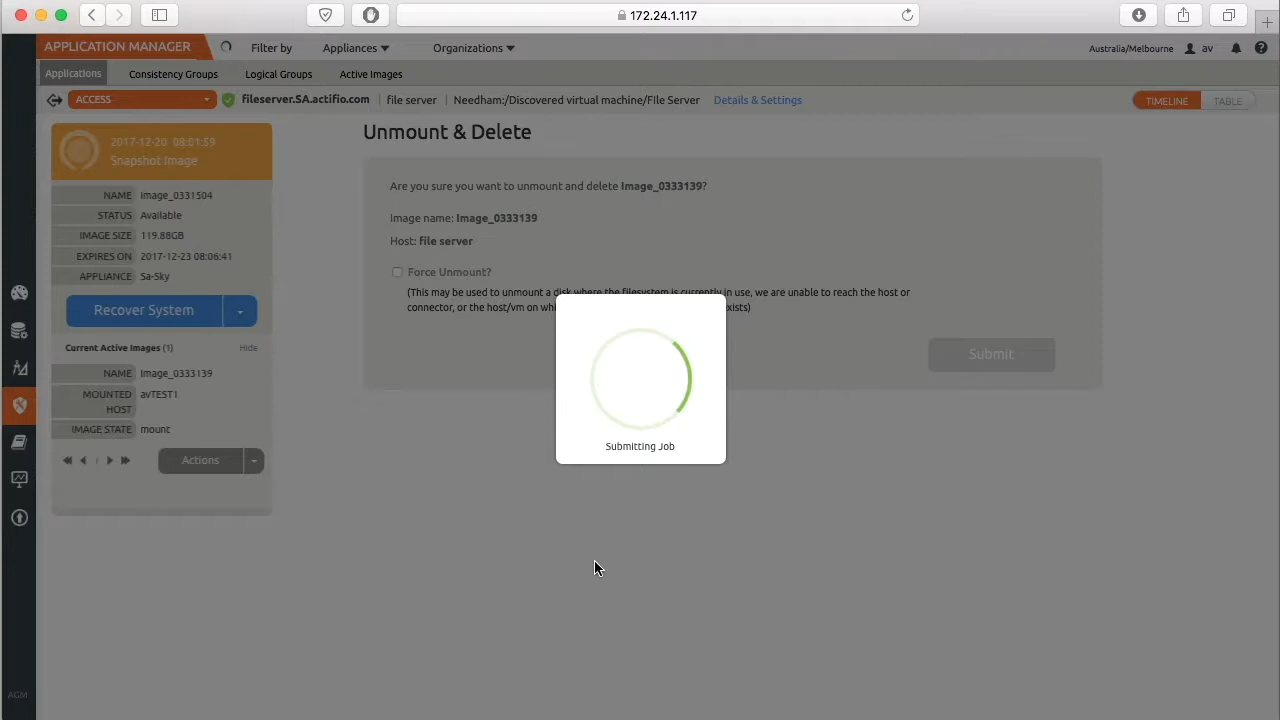 172.24.1.117
APPLICATION MANAGER
Filter by
Appliances
Organizations
Australia/Melbourne
av
Applications
Consistency Groups
Logical Groups
Active Images
ACCESS
fileserver.SA.actifio.com
file server
Needham:/Discovered virtual machine/File Server
Details & Settings
TIMELINE
TABLE
2017-12-20 08:01:59
Snapshot Image
NAME Image_0331504
STATUS Available
IMAGE SIZE 119.88GB
EXPIRES ON 2017-12-23 08:06:41
APPLIANCE Sa-Sky
Recover System
Current Active Images (1) Hide
NAME Image_0333139
MOUNTED HOST avTEST1
IMAGE STATE mount
1
Actions
Unmount & Delete
Are you sure you want to unmount and delete Image_0333139?
Image name: Image_0333139
Host: file server
Force Unmount?
(This may be used to unmount a disk where the filesystem is currently in use, we are unable to reach the host or
connector, or the host/vm on whi xists)
Submit
Submitting Job
AGM